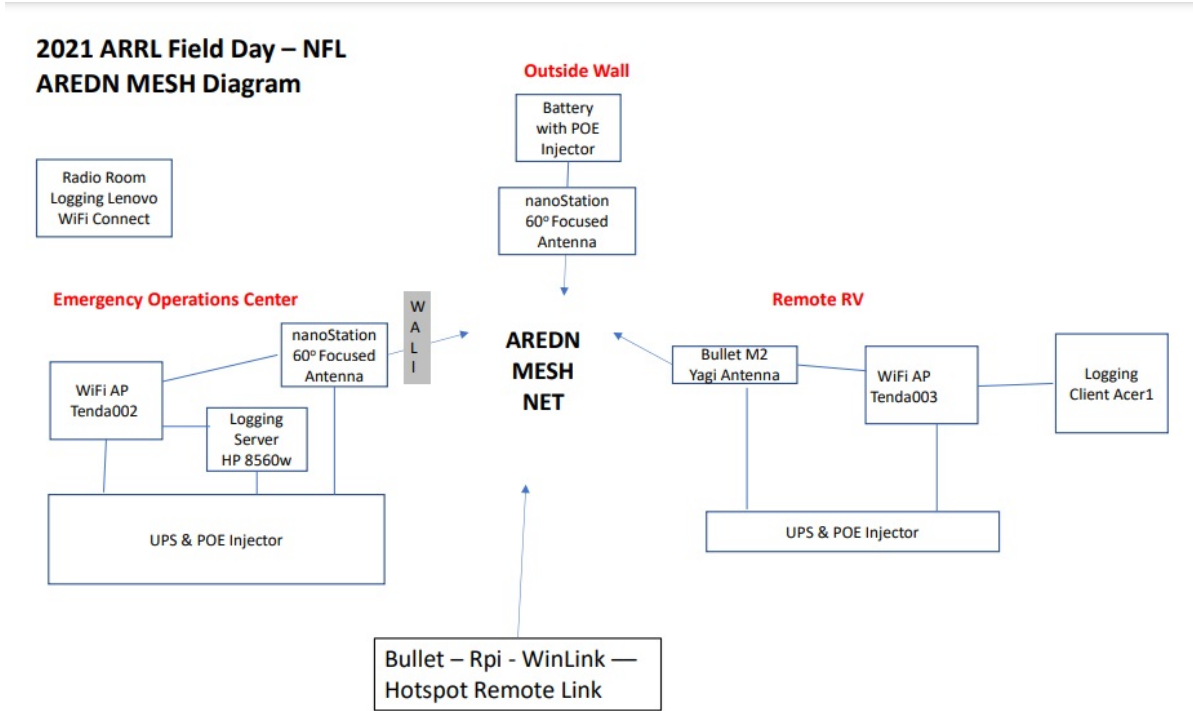 2021 ARRL Field Day – NFL
AREDN MESH Diagram
Outside Wall
Battery
with POE
Injector
nanoStation
60º Focused
Antenna
Radio Room
Logging Lenovo
WiFi Connect
Emergency Operations Center
nanoStation
60º Focused
Antenna
W
A
L
l
WiFi AP
Tenda002
Logging
Server
HP 8560w
UPS & POE Injector
AREDN
MESH
NET
Remote RV
Bullet M2
Yagi Antenna
WiFi AP
Tenda003
Logging
Client Acer1
UPS & POE Injector
Bullet – Rpi - WinLink —
Hotspot Remote Link